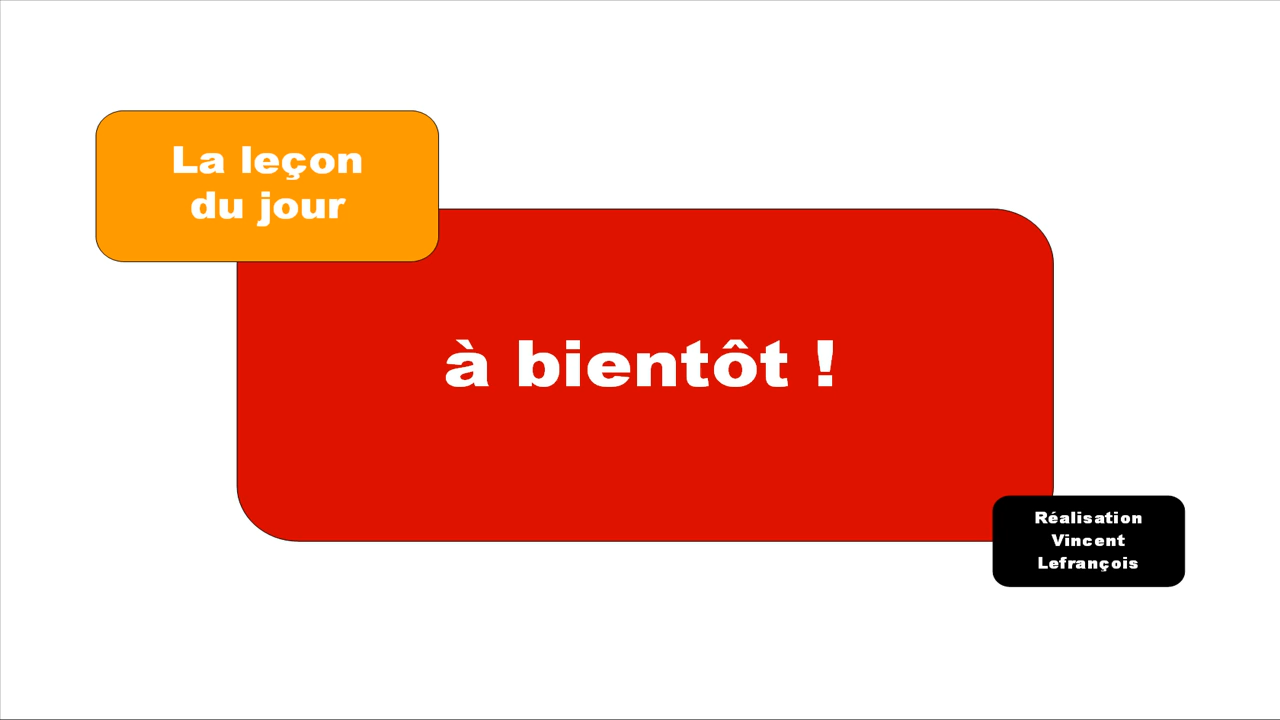 La leçon
du jour
à bientôt !
Réalisation
Vincent
Lefrançois